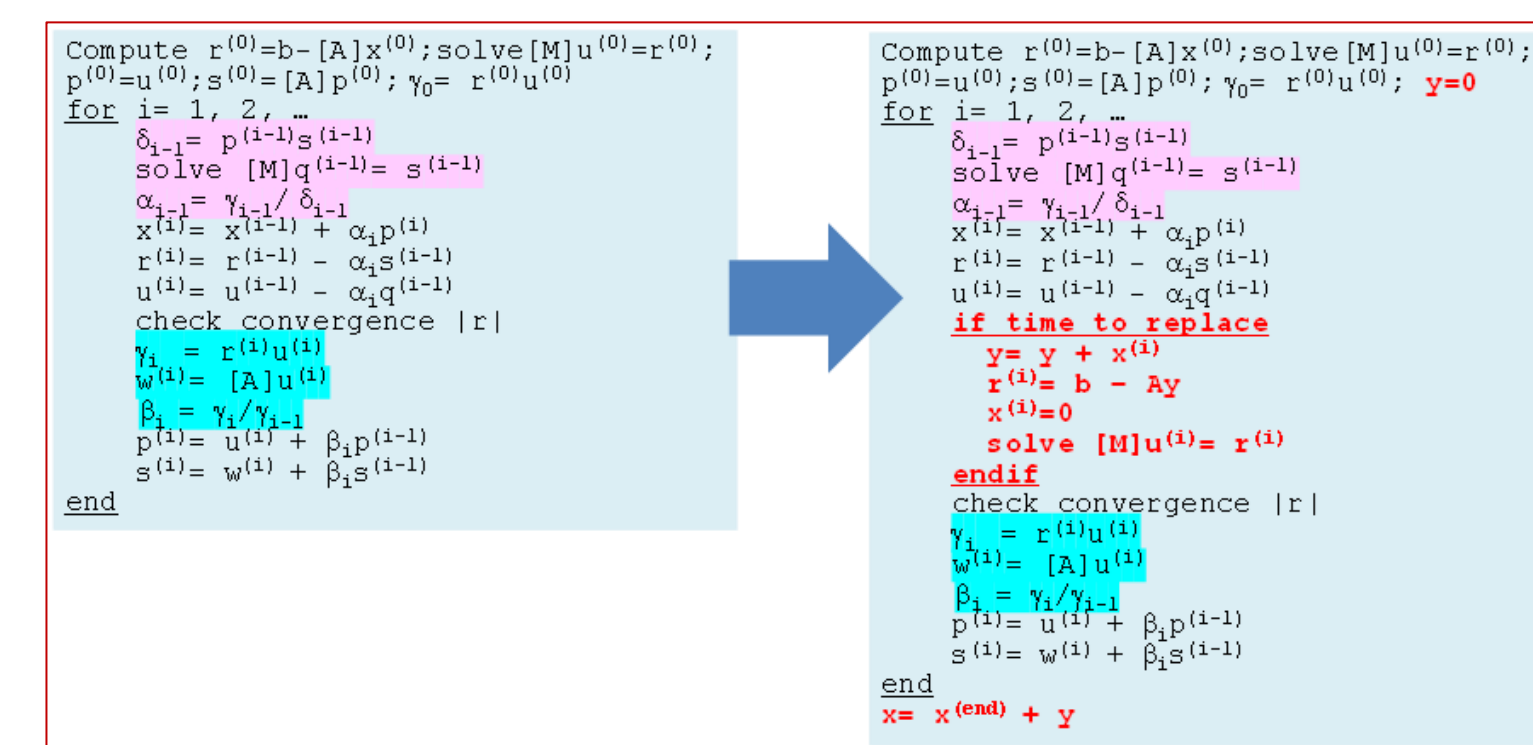 Compute r⁽⁰⁾=b-[A]x⁽⁰⁾;solve[M]u⁽⁰⁾=r⁽⁰⁾;
p⁽⁰⁾=u⁽⁰⁾;s⁽⁰⁾=[A]p⁽⁰⁾; γ₀= r⁽⁰⁾u⁽⁰⁾
for i= 1, 2, …
δᵢ₋₁= p⁽ⁱ⁻¹⁾s⁽ⁱ⁻¹⁾
solve [M]q⁽ⁱ⁻¹⁾= s⁽ⁱ⁻¹⁾
αᵢ₋₁= γᵢ₋₁/ δᵢ₋₁
x⁽ⁱ⁾= x⁽ⁱ⁻¹⁾ + αᵢp⁽ⁱ⁾
r⁽ⁱ⁾= r⁽ⁱ⁻¹⁾ - αᵢs⁽ⁱ⁻¹⁾
u⁽ⁱ⁾= u⁽ⁱ⁻¹⁾ - αᵢq⁽ⁱ⁻¹⁾
check convergence |r|
γᵢ = r⁽ⁱ⁾u⁽ⁱ⁾
w⁽ⁱ⁾= [A]u⁽ⁱ⁾
βᵢ = γᵢ/γᵢ₋₁
p⁽ⁱ⁾= u⁽ⁱ⁾ + βᵢp⁽ⁱ⁻¹⁾
s⁽ⁱ⁾= w⁽ⁱ⁾ + βᵢs⁽ⁱ⁻¹⁾
end
Compute r⁽⁰⁾=b-[A]x⁽⁰⁾;solve[M]u⁽⁰⁾=r⁽⁰⁾;
p⁽⁰⁾=u⁽⁰⁾;s⁽⁰⁾=[A]p⁽⁰⁾; γ₀= r⁽⁰⁾u⁽⁰⁾; y=0
for i= 1, 2, …
δᵢ₋₁= p⁽ⁱ⁻¹⁾s⁽ⁱ⁻¹⁾
solve [M]q⁽ⁱ⁻¹⁾= s⁽ⁱ⁻¹⁾
αᵢ₋₁= γᵢ₋₁/ δᵢ₋₁
x⁽ⁱ⁾= x⁽ⁱ⁻¹⁾ + αᵢp⁽ⁱ⁾
r⁽ⁱ⁾= r⁽ⁱ⁻¹⁾ - αᵢs⁽ⁱ⁻¹⁾
u⁽ⁱ⁾= u⁽ⁱ⁻¹⁾ - αᵢq⁽ⁱ⁻¹⁾
if time to replace
y= y + x⁽ⁱ⁾
r⁽ⁱ⁾= b - Ay
x⁽ⁱ⁾=0
solve [M]u⁽ⁱ⁾= r⁽ⁱ⁾
endif
check convergence |r|
γᵢ = r⁽ⁱ⁾u⁽ⁱ⁾
w⁽ⁱ⁾= [A]u⁽ⁱ⁾
βᵢ = γᵢ/γᵢ₋₁
p⁽ⁱ⁾= u⁽ⁱ⁾ + βᵢp⁽ⁱ⁻¹⁾
s⁽ⁱ⁾= w⁽ⁱ⁾ + βᵢs⁽ⁱ⁻¹⁾
end
x= x⁽ᵉⁿᵈ⁾ + y